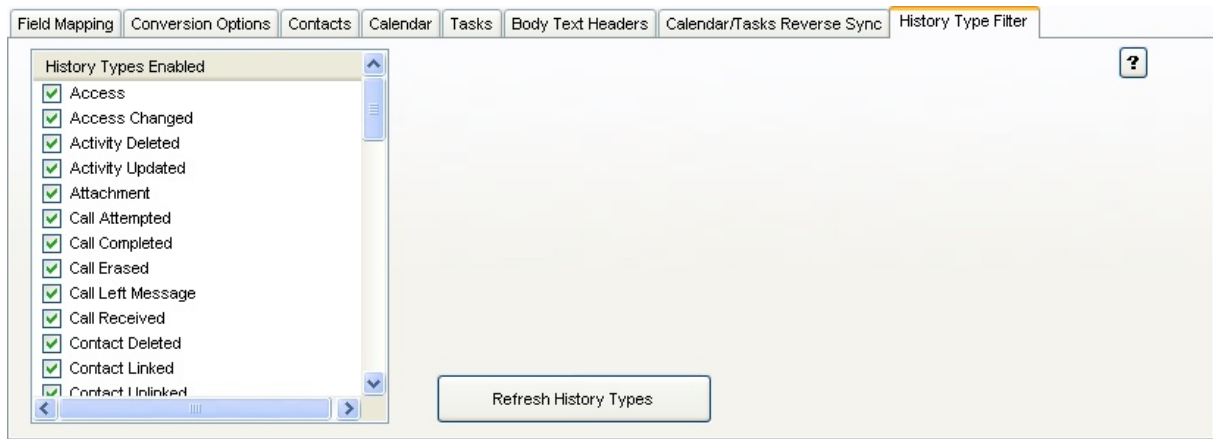 Field Mapping Conversion Options Contacts Calendar Tasks Body Text Headers Calendar/Tasks Reverse Sync History Type Filter
?
History Types Enabled
Access
Access Changed
Activity Deleted
Activity Updated
Attachment
Call Attempted
Call Completed
Call Erased
Call Left Message
Call Received
Contact Deleted
Contact Linked
Contact Unlinked
Refresh History Types